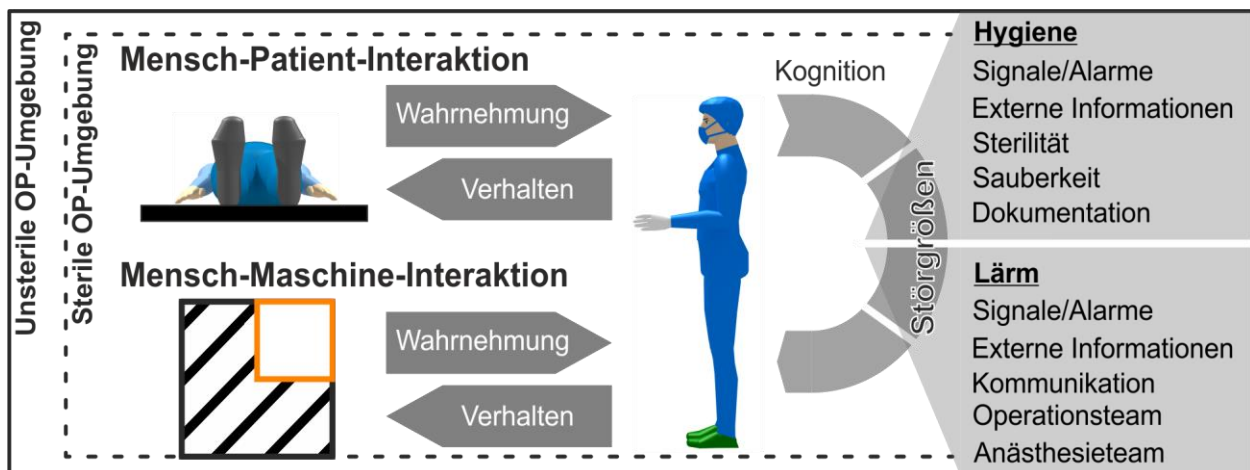 Unsterile OP-Umgebung
Sterile OP-Umgebung
Mensch-Patient-Interaktion
Wahrnehmung
Verhalten
Mensch-Maschine-Interaktion
Wahrnehmung
Verhalten
Kognition
Störgrößen
Hygiene
Signale/Alarme
Externe Informationen
Sterilität
Sauberkeit
Dokumentation
Lärm
Signale/Alarme
Externe Informationen
Kommunikation
Operationsteam
Anästhesieteam